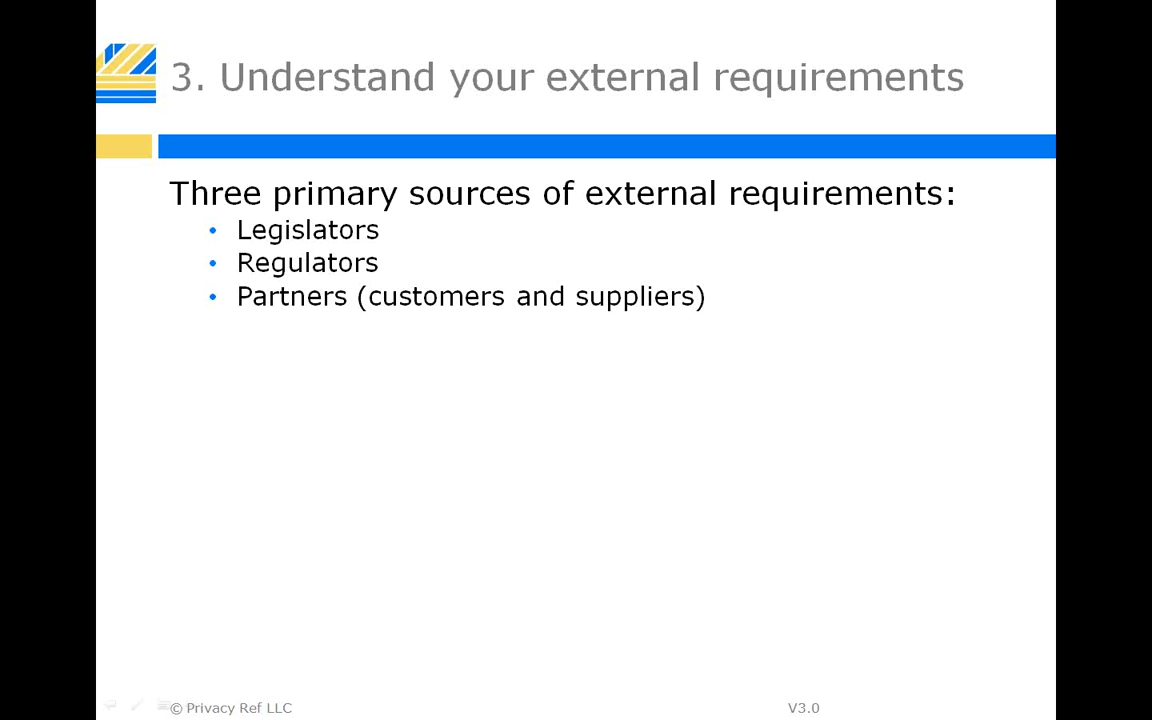 3. Understand your external requirements
Three primary sources of external requirements:
• Legislators
• Regulators
• Partners (customers and suppliers)
© Privacy Ref LLC
V3.0